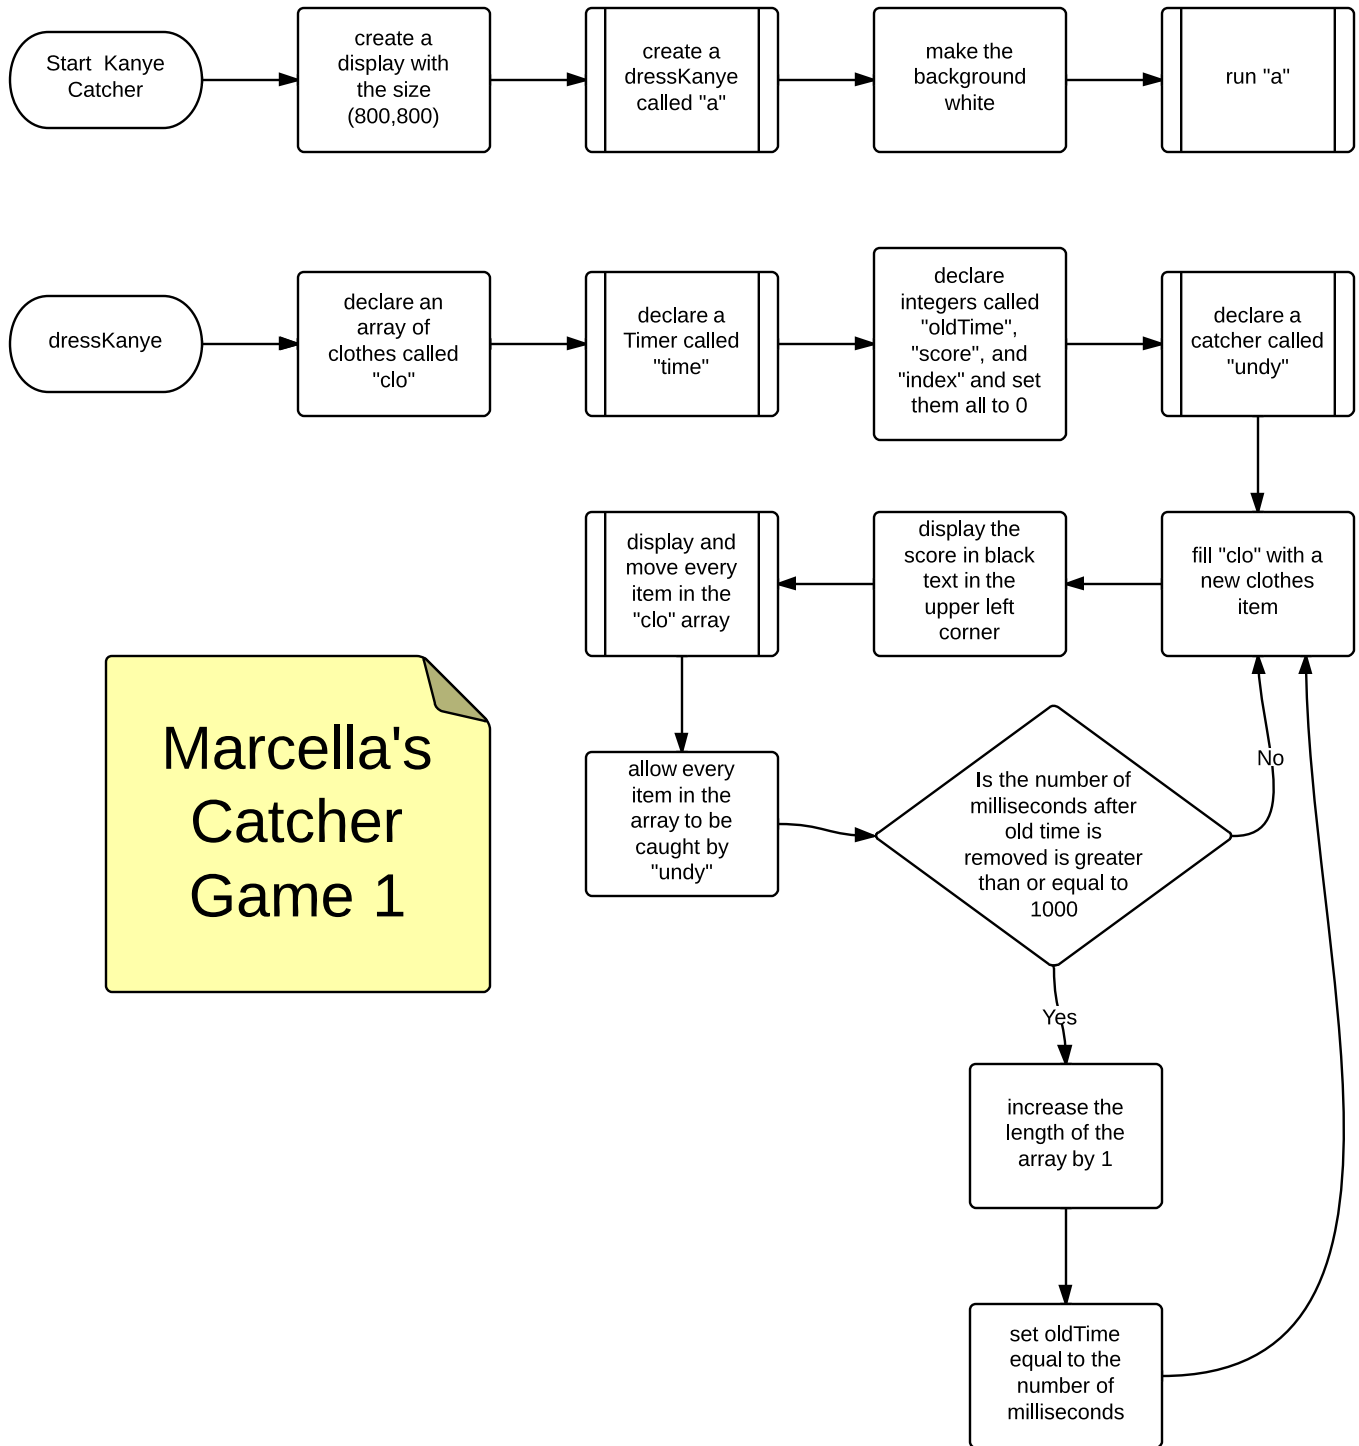 Start  Kanye
Catcher
create a
display with
the size
(800,800)
create a
dressKanye
called "a"
make the
background
white
run "a"
dressKanye
declare an
array of
clothes called
"clo"
declare a
Timer called
"time"
declare
integers called
"oldTime",
"score", and
"index" and set
them all to 0
declare a
catcher called
"undy"
display and
move every
item in the
"clo" array
display the
score in black
text in the
upper left
corner
fill "clo" with a
new clothes
item
Marcella's
Catcher
Game 1
allow every
item in the
array to be
caught by
"undy"
Is the number of
milliseconds after
old time is
removed is greater
than or equal to
1000
No
Yes
increase the
length of the
array by 1
set oldTime
equal to the
number of
milliseconds